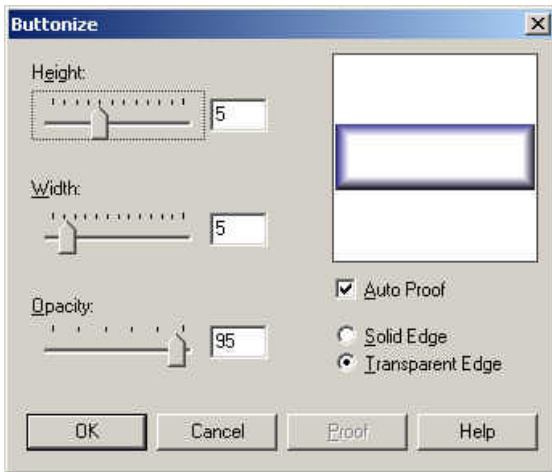 Buttonize
Height:
5
Width:
5
Opacity:
95
Auto Proof
Solid Edge
Transparent Edge
OK
Cancel
Proof
Help